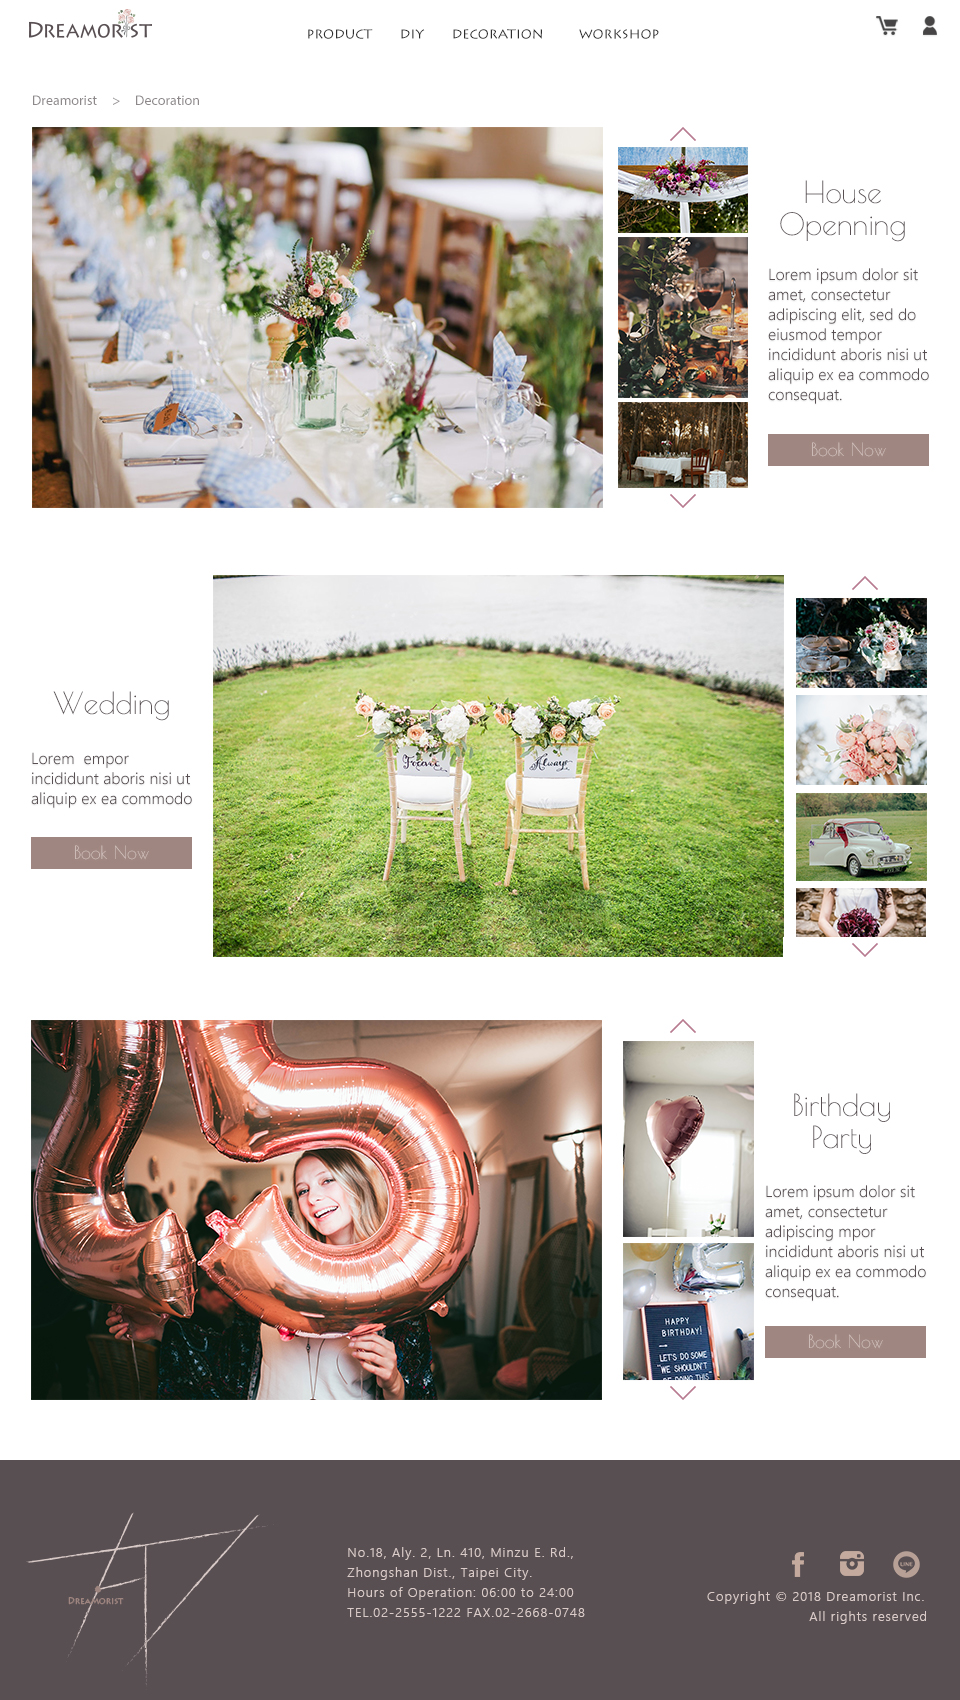 DREAMORIST
PRODUCT DIY DECORATION WORKSHOP
Dreamorist > Decoration
House
Openning
Lorem ipsum dolor sit
amet, consectetur
adipiscing elit, sed do
eiusmod tempor
incididunt aboris nisi ut
aliquip ex ea commodo
consequat.
Book Now
Wedding
Lorem empor
incididunt aboris nisi ut
aliquip ex ea commodo
Book Now
Forever
Always
Birthday
Party
Lorem ipsum dolor sit
amet, consectetur
adipiscing mpor
incididunt aboris nisi ut
aliquip ex ea commodo
consequat.
Book Now
25
HAPPY
BIRTHDAY!
LET'S DO SOME
"WE SHOULDN'T
BE DOING THIS"
DREAMORIST
No.18, Aly. 2, Ln. 410, Minzu E. Rd.,
Zhongshan Dist., Taipei City.
Hours of Operation: 06:00 to 24:00
TEL.02-2555-1222 FAX.02-2668-0748
LINE
Copyright © 2018 Dreamorist Inc.
All rights reserved